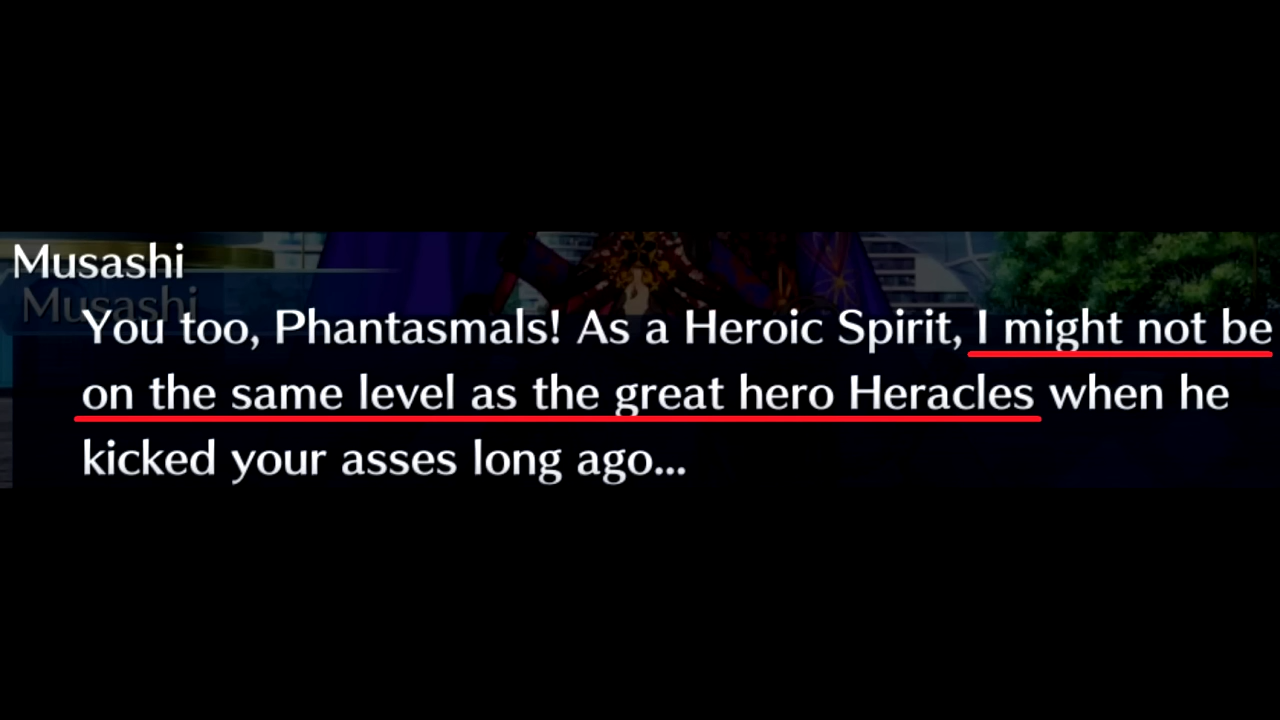 Musashi
Musashi
You too, Phantasmals! As a Heroic Spirit, I might not be
on the same level as the great hero Heracles when he
kicked your asses long ago...